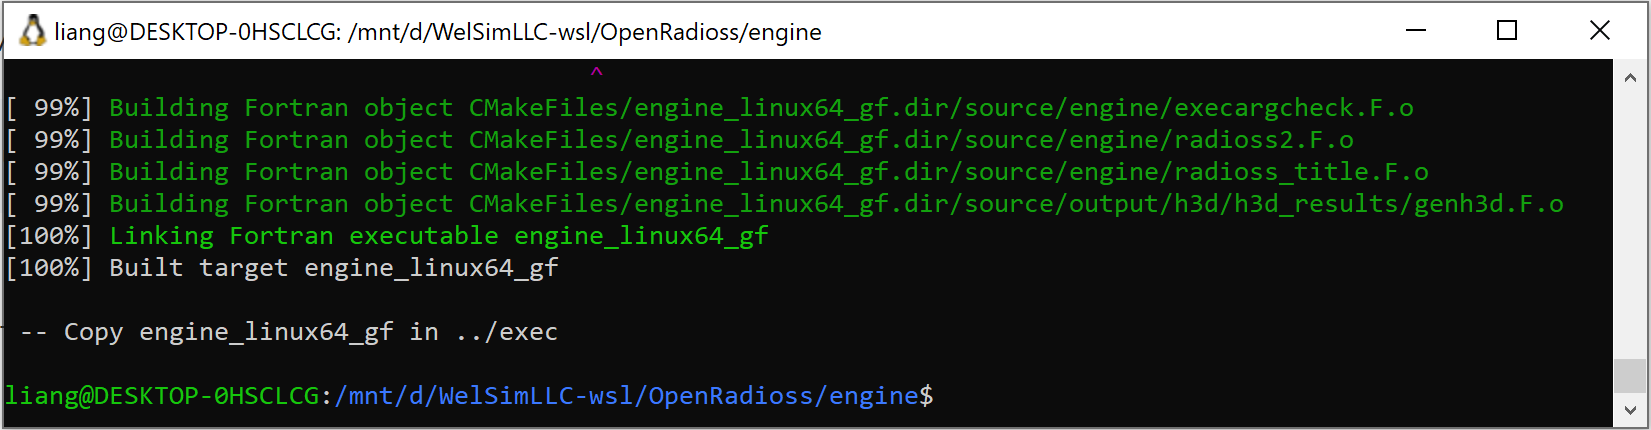 liang@DESKTOP-0HSCLCG: /mnt/d/WelSimLLC-wsl/OpenRadioss/engine
^
[ 99%] Building Fortran object CMakeFiles/engine_linux64_gf.dir/source/engine/execargcheck.F.o
[ 99%] Building Fortran object CMakeFiles/engine_linux64_gf.dir/source/engine/radioss2.F.o
[ 99%] Building Fortran object CMakeFiles/engine_linux64_gf.dir/source/engine/radioss_title.F.o
[ 99%] Building Fortran object CMakeFiles/engine_linux64_gf.dir/source/output/h3d/h3d_results/genh3d.F.o
[100%] Linking Fortran executable engine_linux64_gf
[100%] Built target engine_linux64_gf
-- Copy engine_linux64_gf in ../exec
liang@DESKTOP-0HSCLCG:/mnt/d/WelSimLLC-wsl/OpenRadioss/engine$